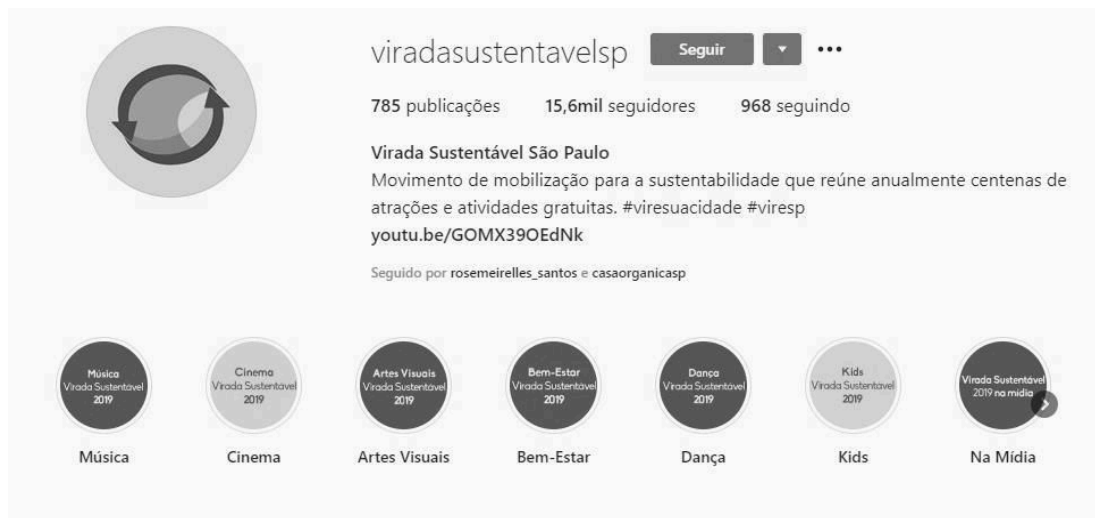 viradasustentavelsp Seguir
785 publicações 15,6mil seguidores 968 seguindo
Virada Sustentável São Paulo
Movimento de mobilização para a sustentabilidade que reúne anualmente centenas de
atrações e atividades gratuitas. #viresuacidade #viresp
youtu.be/GOMX39OEdNk
Seguido por rosemeirelles_santos e casaorganicasp
Música
Virada Sustentável
2019
Cinema
Virada Sustentável
2019
Artes Visuais
Virada Sustentável
2019
Bem-Estar
Virada Sustentável
2019
Dança
Virada Sustentável
2019
Kids
Virada Sustentável
2019
Virada Sustentável
2019 na mídia
Música Cinema Artes Visuais Bem-Estar Dança Kids Na Mídia